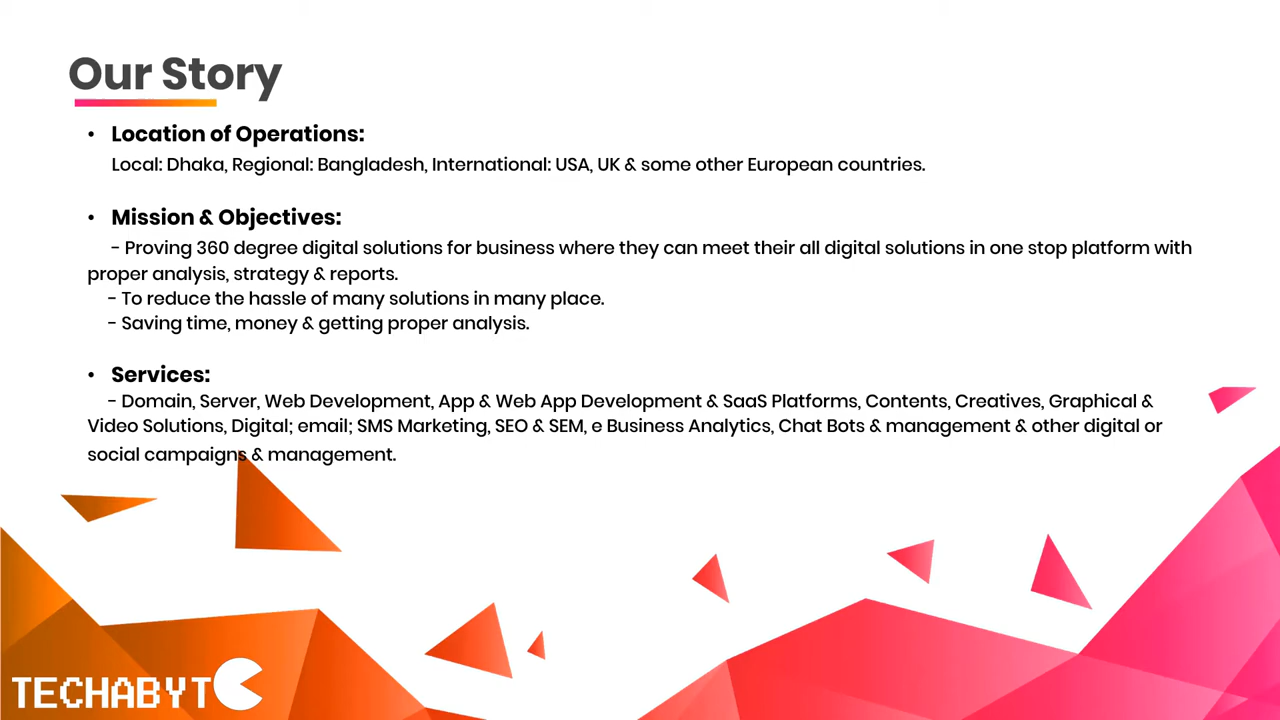 Our Story
• Location of Operations:
Local: Dhaka, Regional: Bangladesh, International: USA, UK & some other European countries.
• Mission & Objectives:
- Proving 360 degree digital solutions for business where they can meet their all digital solutions in one stop platform with
proper analysis, strategy & reports.
- To reduce the hassle of many solutions in many place.
- Saving time, money & getting proper analysis.
• Services:
- Domain, Server, Web Development, App & Web App Development & SaaS Platforms, Contents, Creatives, Graphical &
Video Solutions, Digital; email; SMS Marketing, SEO & SEM, e Business Analytics, Chat Bots & management & other digital or
social campaigns & management.
TECHABYT